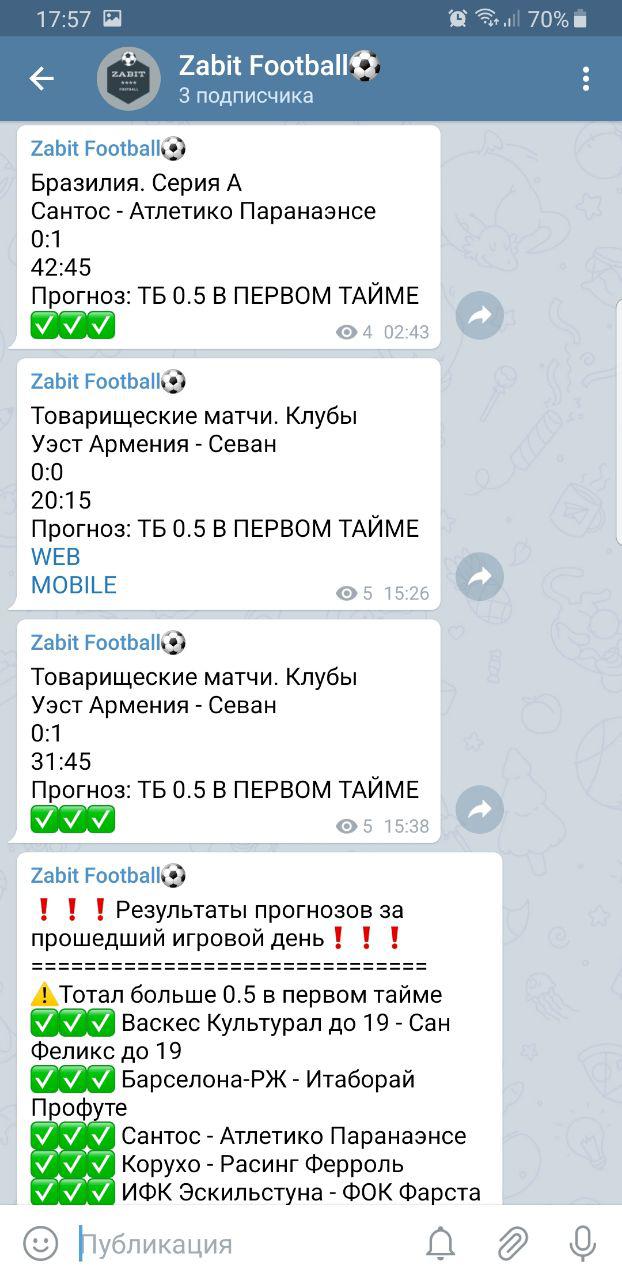 17:57
70%
ZABIT
FOOTBALL
Zabit Football⚽
3 подписчика
Zabit Football⚽
Бразилия. Серия А
Сантос - Атлетико Паранаэнсе
0:1
42:45
Прогноз: ТБ 0.5 В ПЕРВОМ ТАЙМЕ
✅✅✅
4 02:43
Zabit Football⚽
Товарищеские матчи. Клубы
Уэст Армения - Севан
0:0
20:15
Прогноз: ТБ 0.5 В ПЕРВОМ ТАЙМЕ
WEB
MOBILE
5 15:26
Zabit Football⚽
Товарищеские матчи. Клубы
Уэст Армения - Севан
0:1
31:45
Прогноз: ТБ 0.5 В ПЕРВОМ ТАЙМЕ
✅✅✅
5 15:38
Zabit Football⚽
❗❗❗Результаты прогнозов за
прошедший игровой день❗❗❗
==============================
⚠️Тотал больше 0.5 в первом тайме
✅✅✅ Васкес Культурал до 19 - Сан
Феликс до 19
✅✅✅ Барселона-РЖ - Итаборай
Профуте
✅✅✅ Сантос - Атлетико Паранаэнсе
✅✅✅ Корухо - Расинг Ферроль
✅✅✅ ИФК Эскильстуна - ФОК Фарста
Публикация